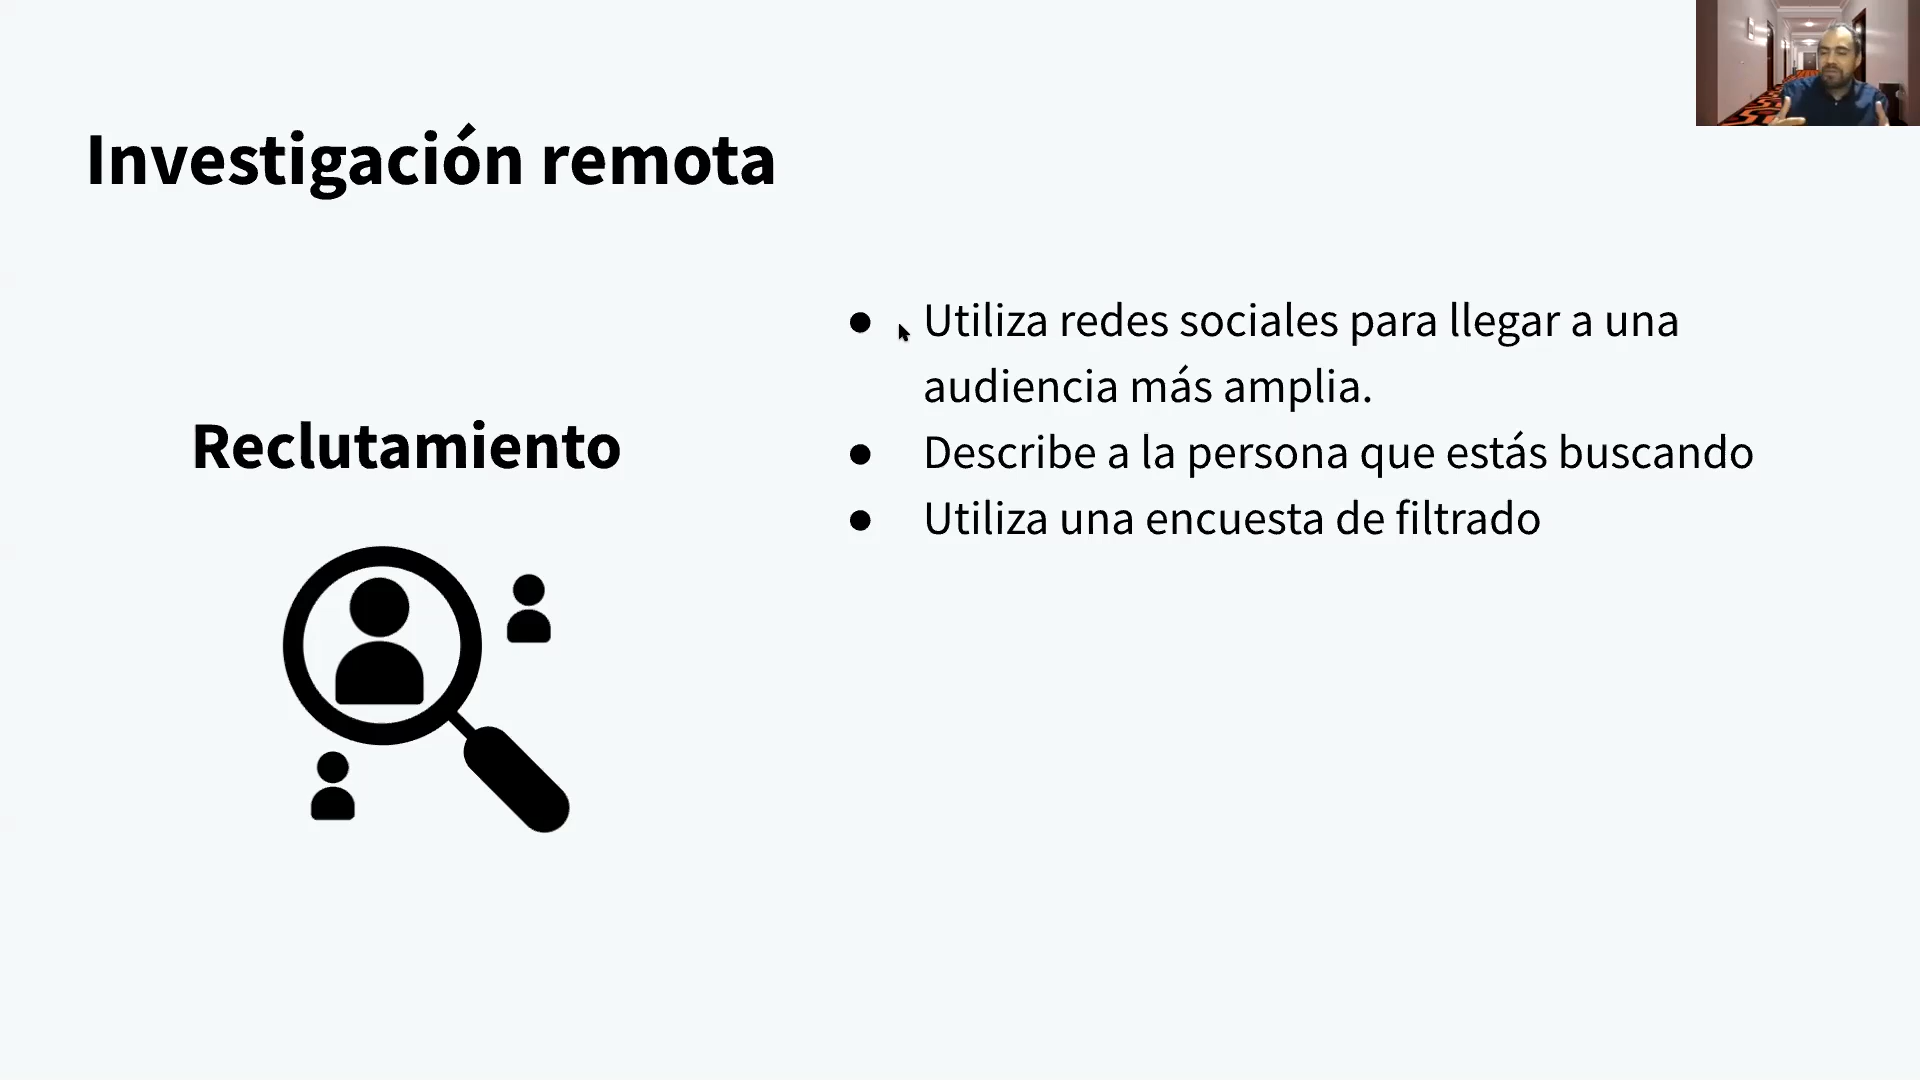 Investigación remota
Reclutamiento
● Utiliza redes sociales para llegar a una
audiencia más amplia.
● Describe a la persona que estás buscando
● Utiliza una encuesta de filtrado